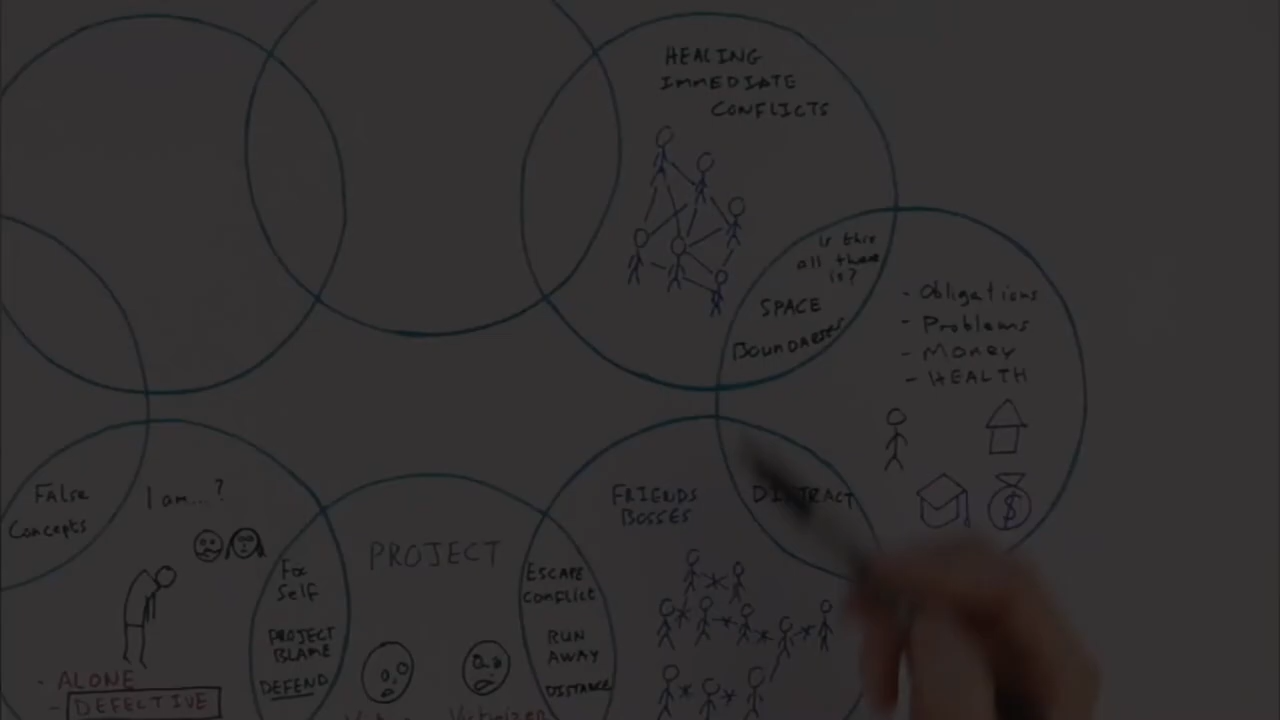 HEALING
IMMEDIATE
CONFLICTS
is this
all there
is?
SPACE
BOUNDARIES
- Obligations
- Problems
- Money
- HEALTH
$
FRIENDS
BOSSES
DISTRACT
False
Concepts
I am...?
PROJECT
Fix
Self
PROJECT
BLAME
DEFEND
ESCAPE
CONFLICT
RUN
AWAY
DISTANCE
- ALONE
- DEFECTIVE